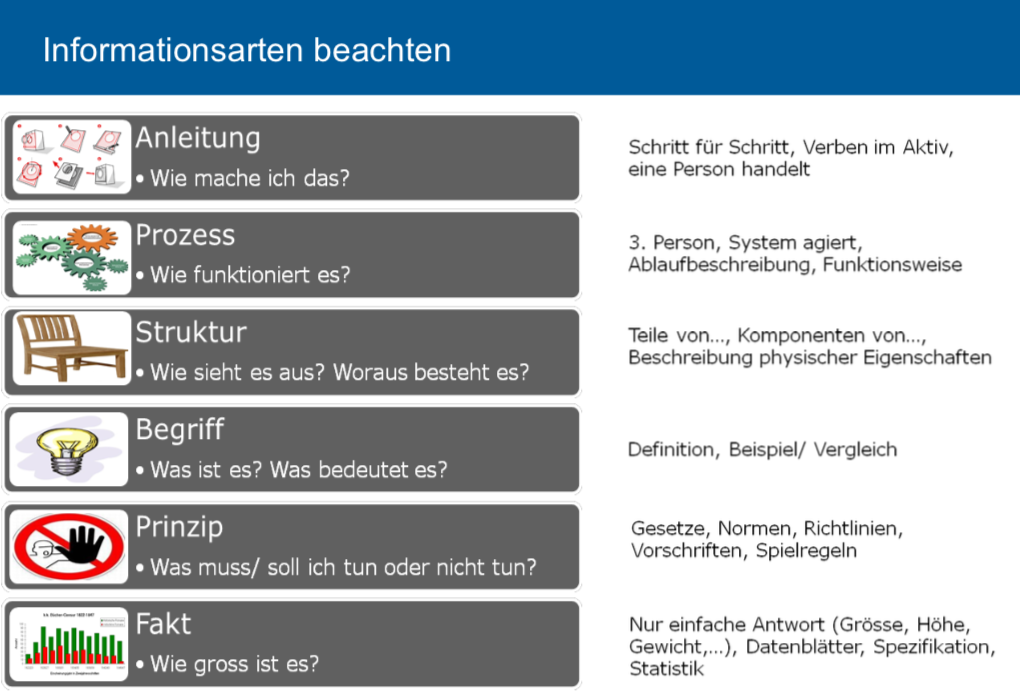 Informationsarten beachten
Anleitung
• Wie mache ich das?
Schritt für Schritt, Verben im Aktiv,
eine Person handelt
Prozess
• Wie funktioniert es?
3. Person, System agiert,
Ablaufbeschreibung, Funktionsweise
Struktur
• Wie sieht es aus? Woraus besteht es?
Teile von..., Komponenten von...,
Beschreibung physischer Eigenschaften
Begriff
• Was ist es? Was bedeutet es?
Definition, Beispiel/ Vergleich
Prinzip
• Was muss/ soll ich tun oder nicht tun?
Gesetze, Normen, Richtlinien,
Vorschriften, Spielregeln
Fakt
• Wie gross ist es?
Nur einfache Antwort (Grösse, Höhe,
Gewicht,...), Datenblätter, Spezifikation,
Statistik